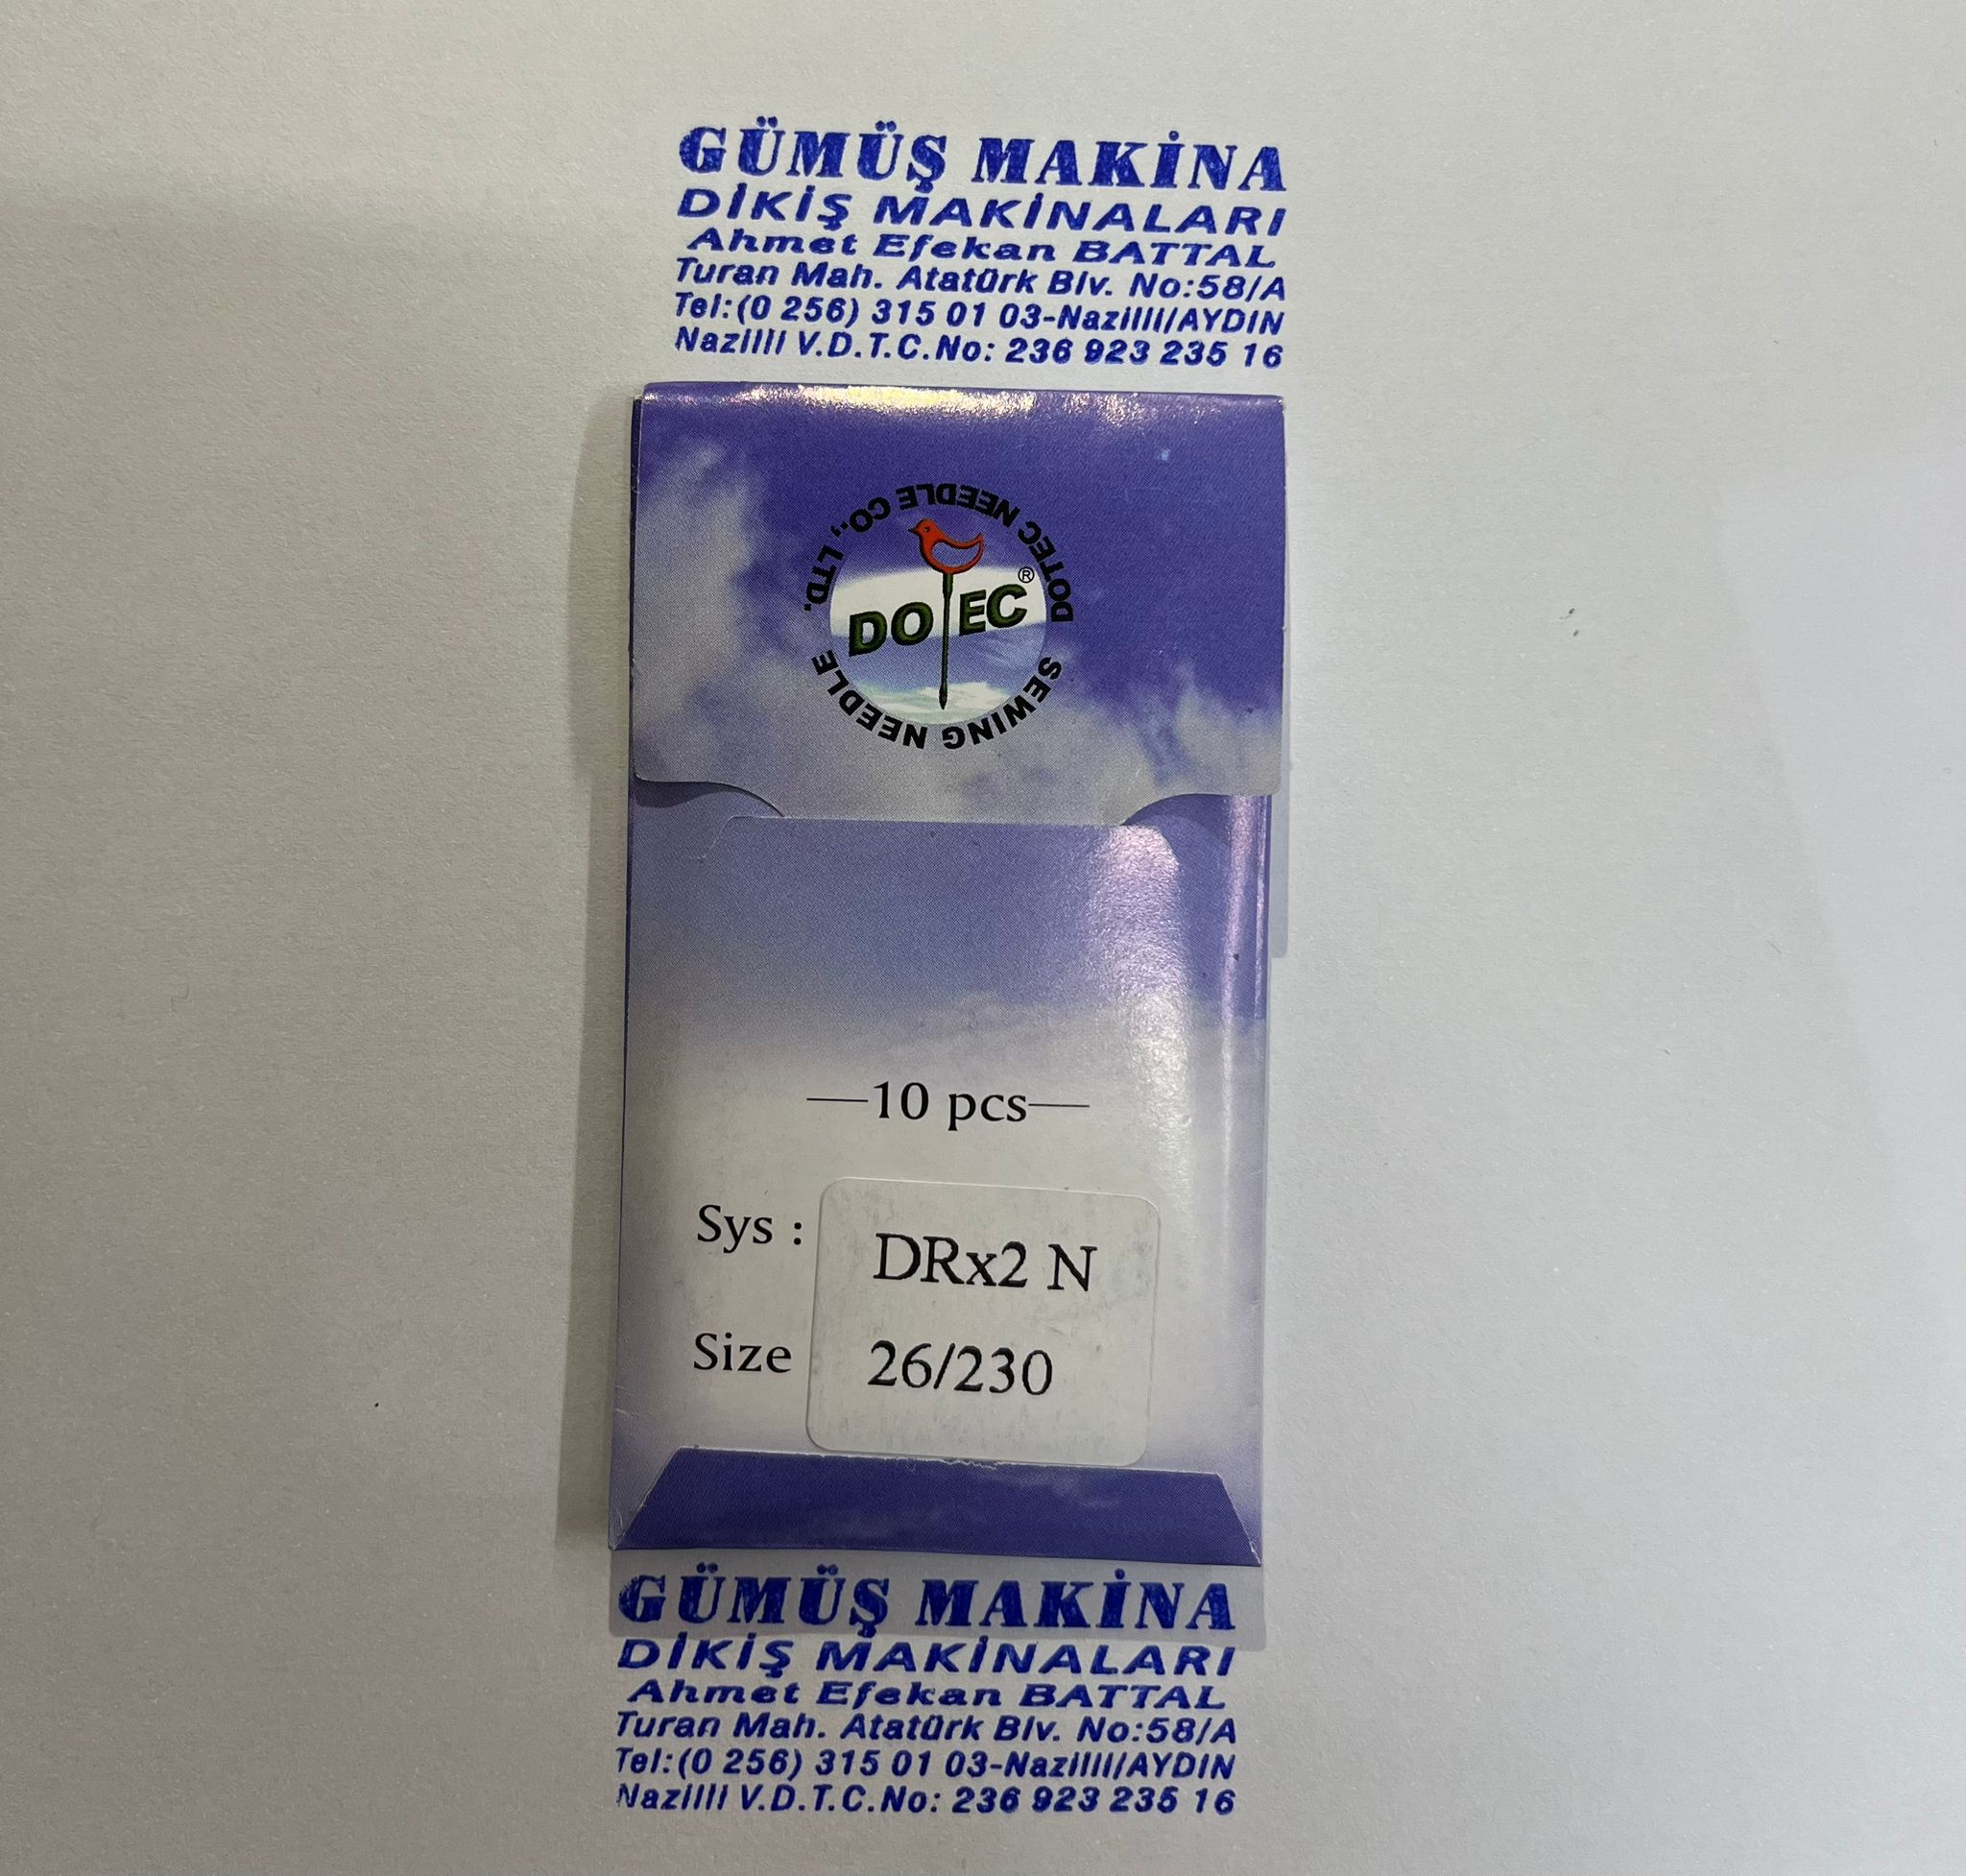 GÜMÜŞ MAKİNA
DİKİŞ MAKİNALARI
Ahmet Efekan BATTAL
Turan Mah. Atatürk Blv. No:58/A
Tel:(0 256) 315 01 03-Nazilli/AYDIN
Nazilli V.D.T.C.No: 236 923 235 16
DOTEC NEEDLE CO., LTD.
DOTEC®
SEWING NEEDLE
—10 pcs—
Sys : DRx2 N
Size 26/230
GÜMÜŞ MAKİNA
DİKİŞ MAKİNALARI
Ahmet Efekan BATTAL
Turan Mah. Atatürk Blv. No:58/A
Tel:(0 256) 315 01 03-Nazilli/AYDIN
Nazilli V.D.T.C.No: 236 923 235 16